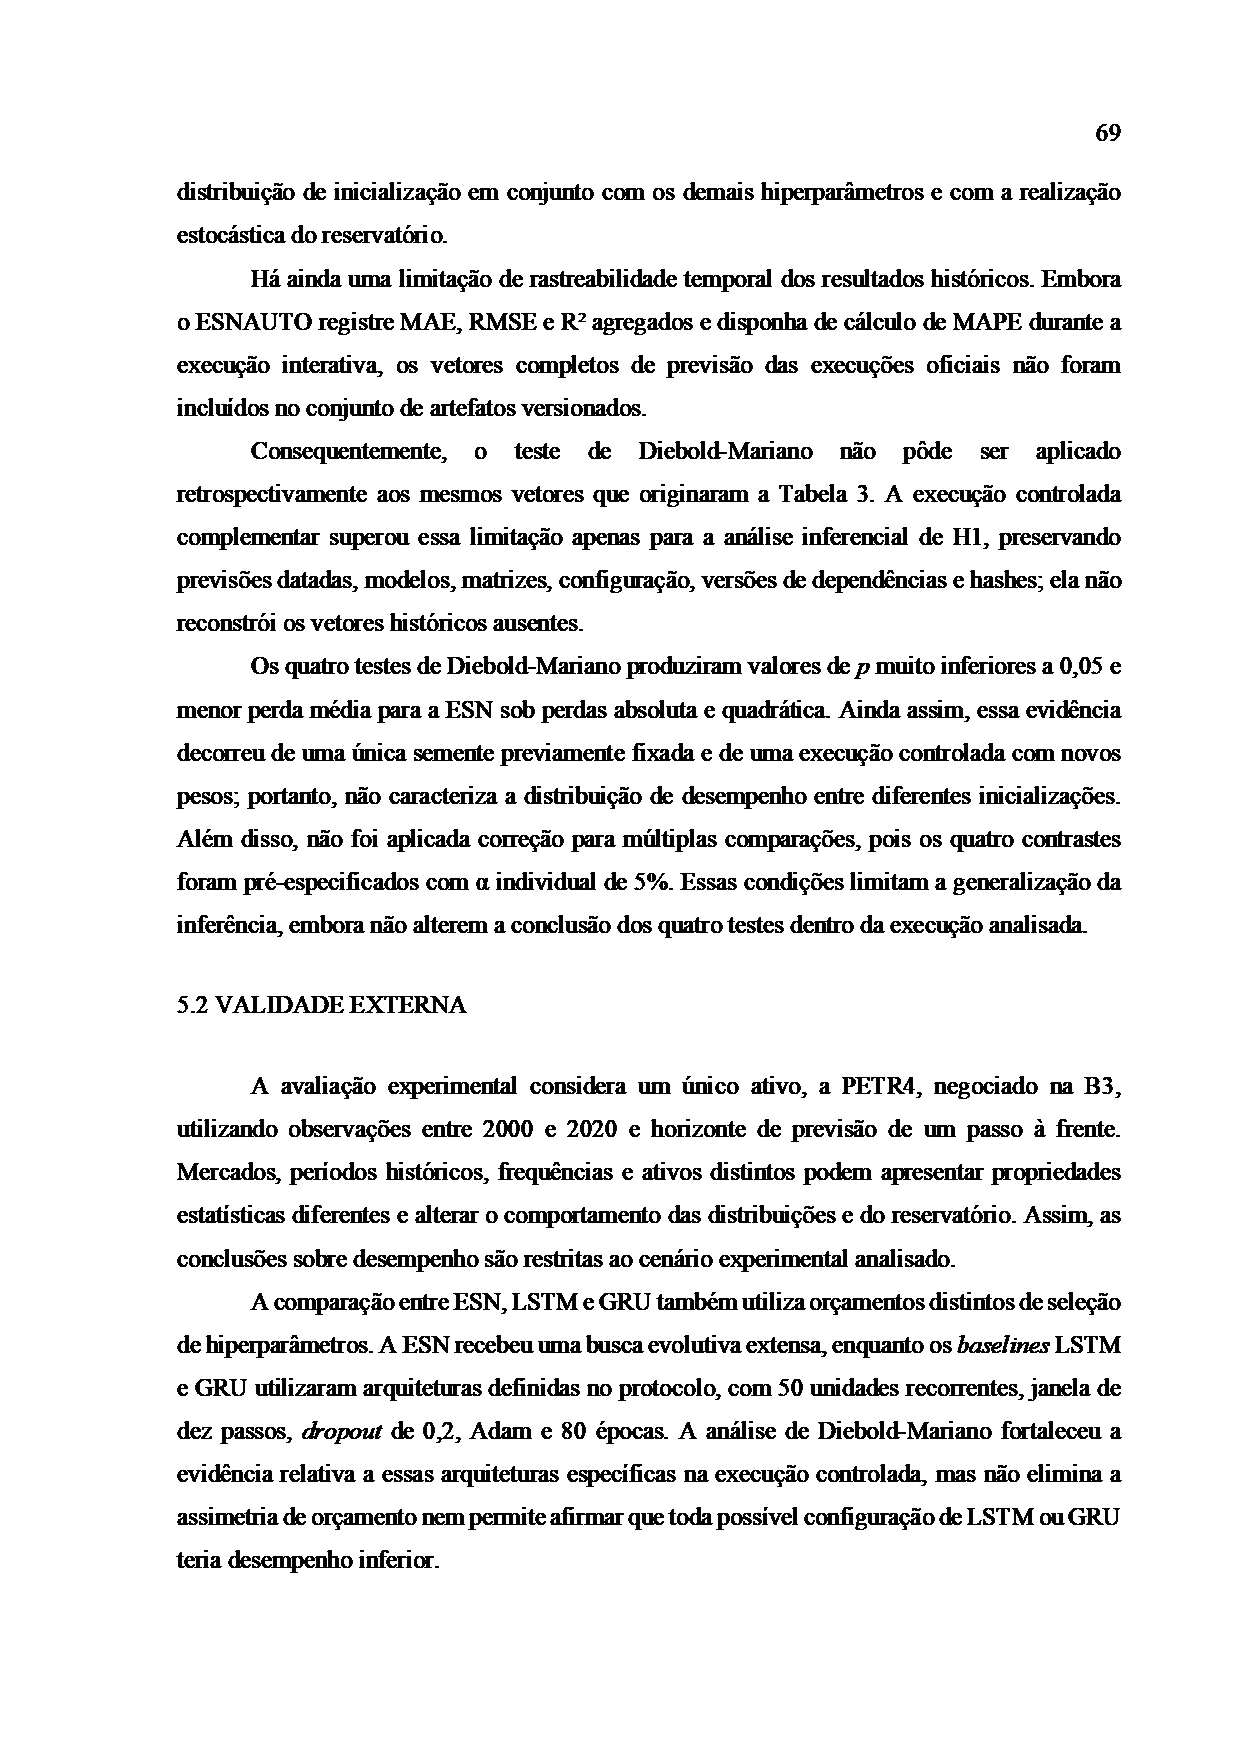 69
distribuição de inicialização em conjunto com os demais hiperparâmetros e com a realização
estocástica do reservatório.
Há ainda uma limitação de rastreabilidade temporal dos resultados históricos. Embora
o ESNAUTO registre MAE, RMSE e R² agregados e disponha de cálculo de MAPE durante a
execução interativa, os vetores completos de previsão das execuções oficiais não foram
incluídos no conjunto de artefatos versionados.
Consequentemente, o teste de Diebold-Mariano não pôde ser aplicado
retrospectivamente aos mesmos vetores que originaram a Tabela 3. A execução controlada
complementar superou essa limitação apenas para a análise inferencial de H1, preservando
previsões datadas, modelos, matrizes, configuração, versões de dependências e hashes; ela não
reconstrói os vetores históricos ausentes.
Os quatro testes de Diebold-Mariano produziram valores de p muito inferiores a 0,05 e
menor perda média para a ESN sob perdas absoluta e quadrática. Ainda assim, essa evidência
decorreu de uma única semente previamente fixada e de uma execução controlada com novos
pesos; portanto, não caracteriza a distribuição de desempenho entre diferentes inicializações.
Além disso, não foi aplicada correção para múltiplas comparações, pois os quatro contrastes
foram pré-especificados com α individual de 5%. Essas condições limitam a generalização da
inferência, embora não alterem a conclusão dos quatro testes dentro da execução analisada.
5.2 VALIDADE EXTERNA
A avaliação experimental considera um único ativo, a PETR4, negociado na B3,
utilizando observações entre 2000 e 2020 e horizonte de previsão de um passo à frente.
Mercados, períodos históricos, frequências e ativos distintos podem apresentar propriedades
estatísticas diferentes e alterar o comportamento das distribuições e do reservatório. Assim, as
conclusões sobre desempenho são restritas ao cenário experimental analisado.
A comparação entre ESN, LSTM e GRU também utiliza orçamentos distintos de seleção
de hiperparâmetros. A ESN recebeu uma busca evolutiva extensa, enquanto os baselines LSTM
e GRU utilizaram arquiteturas definidas no protocolo, com 50 unidades recorrentes, janela de
dez passos, dropout de 0,2, Adam e 80 épocas. A análise de Diebold-Mariano fortaleceu a
evidência relativa a essas arquiteturas específicas na execução controlada, mas não elimina a
assimetria de orçamento nem permite afirmar que toda possível configuração de LSTM ou GRU
teria desempenho inferior.